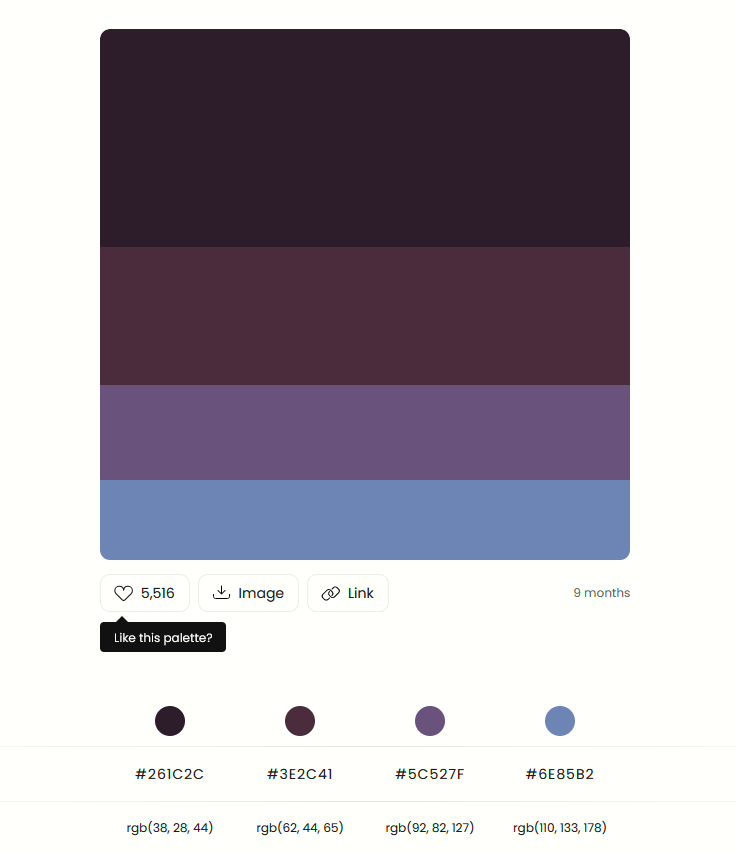 5,516 Image Link 9 months
Like this palette?
#261C2C #3E2C41 #5C527F #6E85B2
rgb(38, 28, 44) rgb(62, 44, 65) rgb(92, 82, 127) rgb(110, 133, 178)